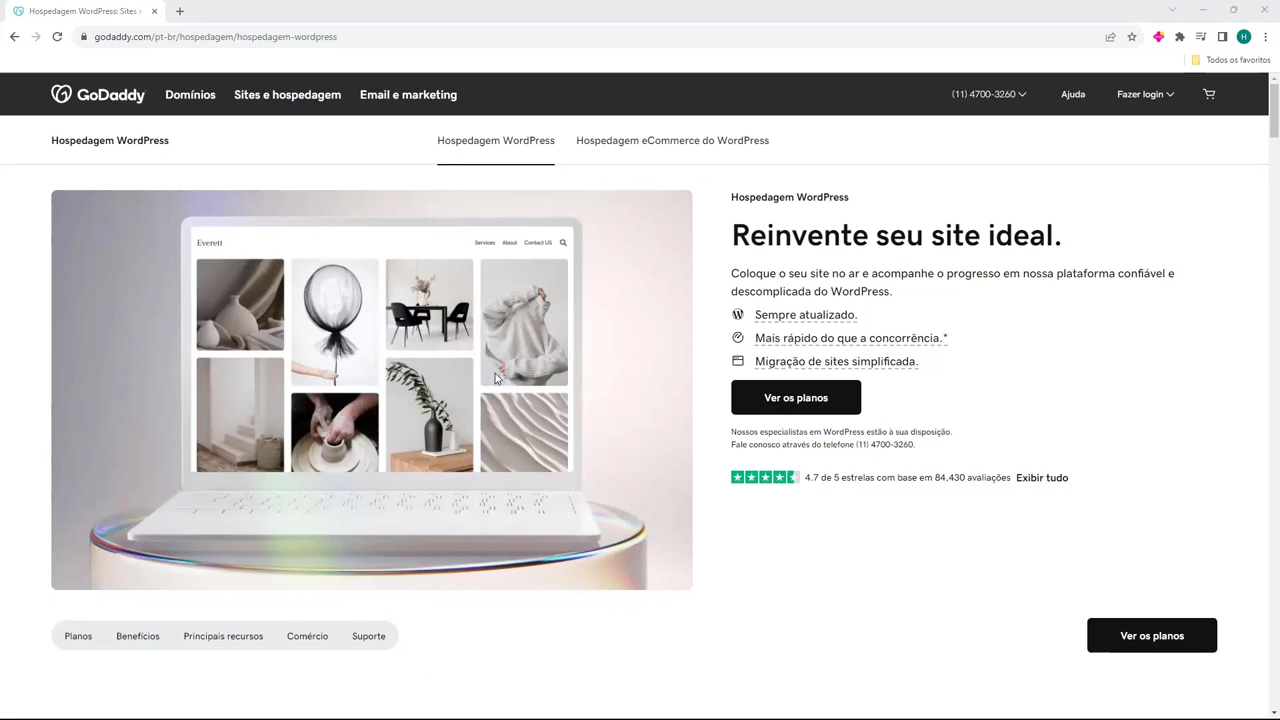 Hospedagem WordPress: Sites e
godaddy.com/pt-br/hospedagem/hospedagem-wordpress
H
Todos os favoritos
GoDaddy
Domínios
Sites e hospedagem
Email e marketing
(11) 4700-3260
Ajuda
Fazer login
Hospedagem WordPress
Hospedagem WordPress
Hospedagem eCommerce do WordPress
Everett
Services
About
Contact US
Hospedagem WordPress
Reinvente seu site ideal.
Coloque o seu site no ar e acompanhe o progresso em nossa plataforma confiável e
descomplicada do WordPress.
Sempre atualizado.
Mais rápido do que a concorrência.*
Migração de sites simplificada.
Ver os planos
Nossos especialistas em WordPress estão à sua disposição.
Fale conosco através do telefone (11) 4700-3260.
4.7 de 5 estrelas com base em 84,430 avaliações
Exibir tudo
Planos
Benefícios
Principais recursos
Comércio
Suporte
Ver os planos